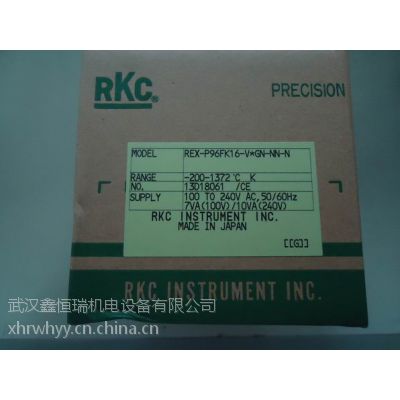 RKC®
PRECISION
MODEL REX-P96FK16-V*GN-NN-N
RANGE -200-1372℃ K
NO. 13D18061 /CE
SUPPLY 100 TO 240V AC,50/60Hz
7VA(100V)/10VA(240V)
RKC INSTRUMENT INC.
MADE IN JAPAN
[[G]]
RKC INSTRUMENT INC.
武汉鑫恒瑞机电设备有限公司
xhrwhyy.cn.china.cn